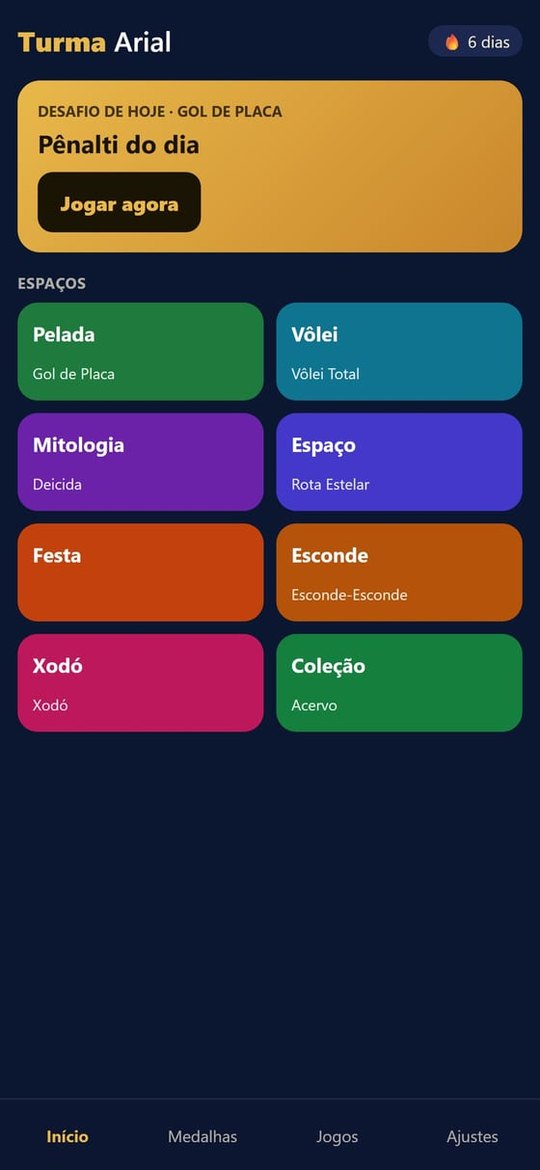 Turma Arial
🔥 6 dias
DESAFIO DE HOJE · GOL DE PLACA
Pênalti do dia
Jogar agora
ESPAÇOS
Pelada
Gol de Placa
Vôlei
Vôlei Total
Mitologia
Deicida
Espaço
Rota Estelar
Festa
Esconde
Esconde-Esconde
Xodó
Xodó
Coleção
Acervo
Início
Medalhas
Jogos
Ajustes